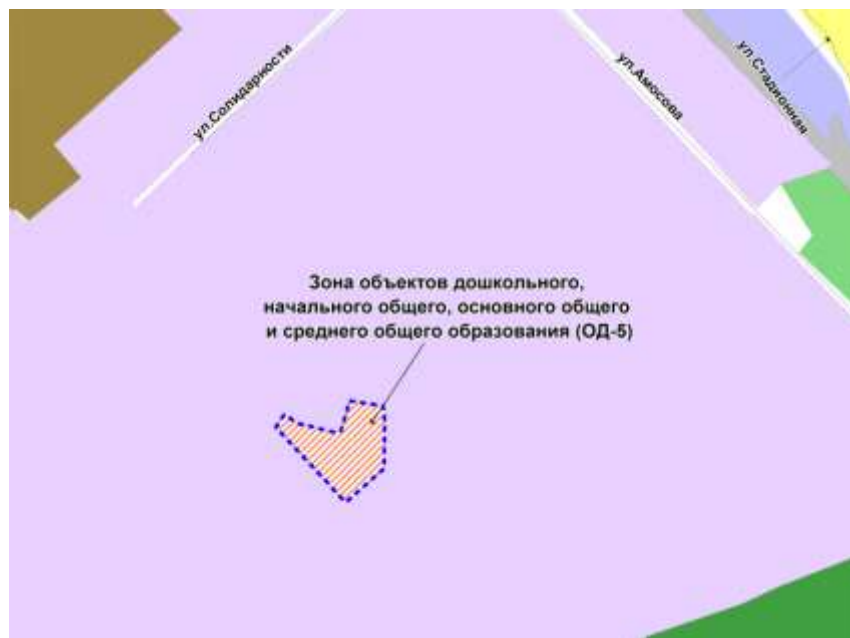 ул.Солидарности
ул.Амосова
ул.Стадионная
Зона объектов дошкольного,
начального общего, основного общего
и среднего общего образования (ОД-5)